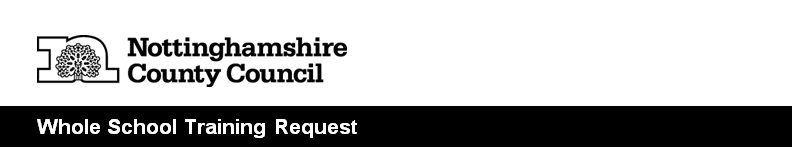 Nottinghamshire
County Council
Whole School Training Request